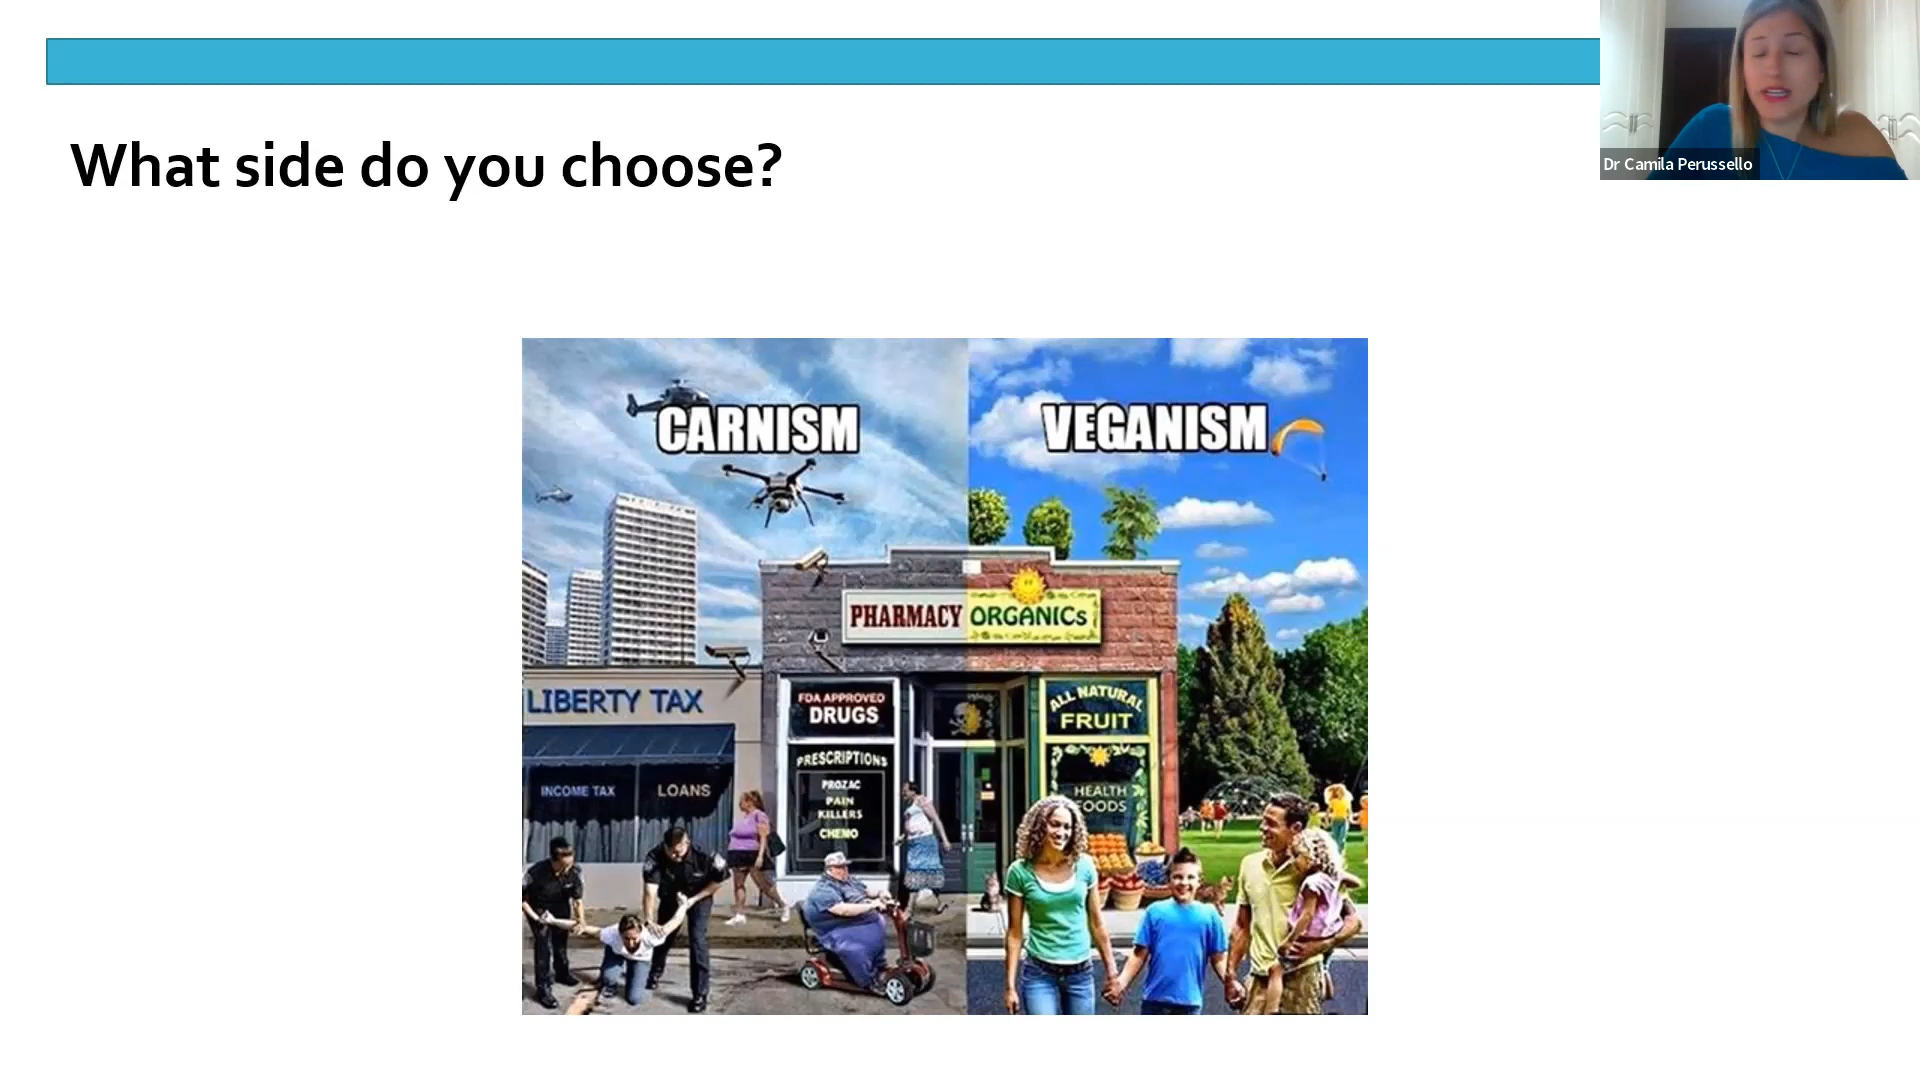 What side do you choose?
Dr Camila Perussello
CARNISM
VEGANISM
PHARMACY
ORGANICs
LIBERTY TAX
INCOME TAX
LOANS
FDA APPROVED
DRUGS
PRESCRIPTIONS
PROZAC
PAIN
KILLERS
CHEMO
ALL NATURAL
FRUIT
HEALTH
FOODS